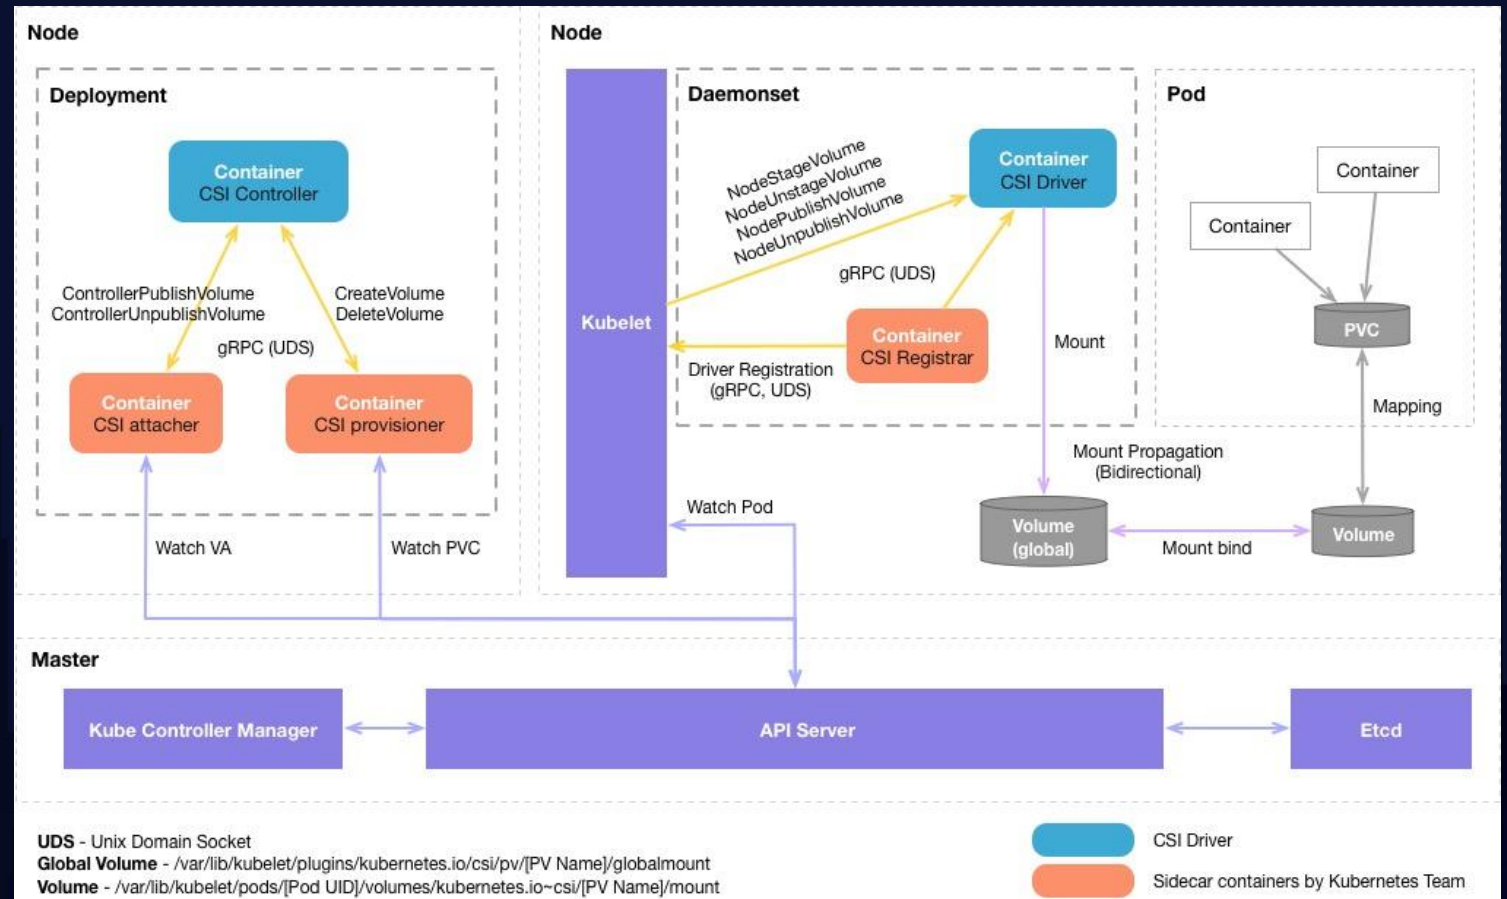 Node
Deployment
Container
CSI Controller
ControllerPublishVolume
ControllerUnpublishVolume
CreateVolume
DeleteVolume
gRPC (UDS)
Container
CSI attacher
Container
CSI provisioner
Watch VA
Watch PVC
Node
Kubelet
Daemonset
NodeStageVolume
NodeUnstageVolume
NodePublishVolume
NodeUnpublishVolume
Container
CSI Driver
gRPC (UDS)
Container
CSI Registrar
Driver Registration
(gRPC, UDS)
Mount
Mount Propagation
(Bidirectional)
Watch Pod
Volume
(global)
Mount bind
Volume
Pod
Container
Container
PVC
Mapping
Master
Kube Controller Manager
API Server
Etcd
UDS - Unix Domain Socket
Global Volume - /var/lib/kubelet/plugins/kubernetes.io/csi/pv/[PV Name]/globalmount
Volume - /var/lib/kubelet/pods/[Pod UID]/volumes/kubernetes.io~csi/[PV Name]/mount
CSI Driver
Sidecar containers by Kubernetes Team